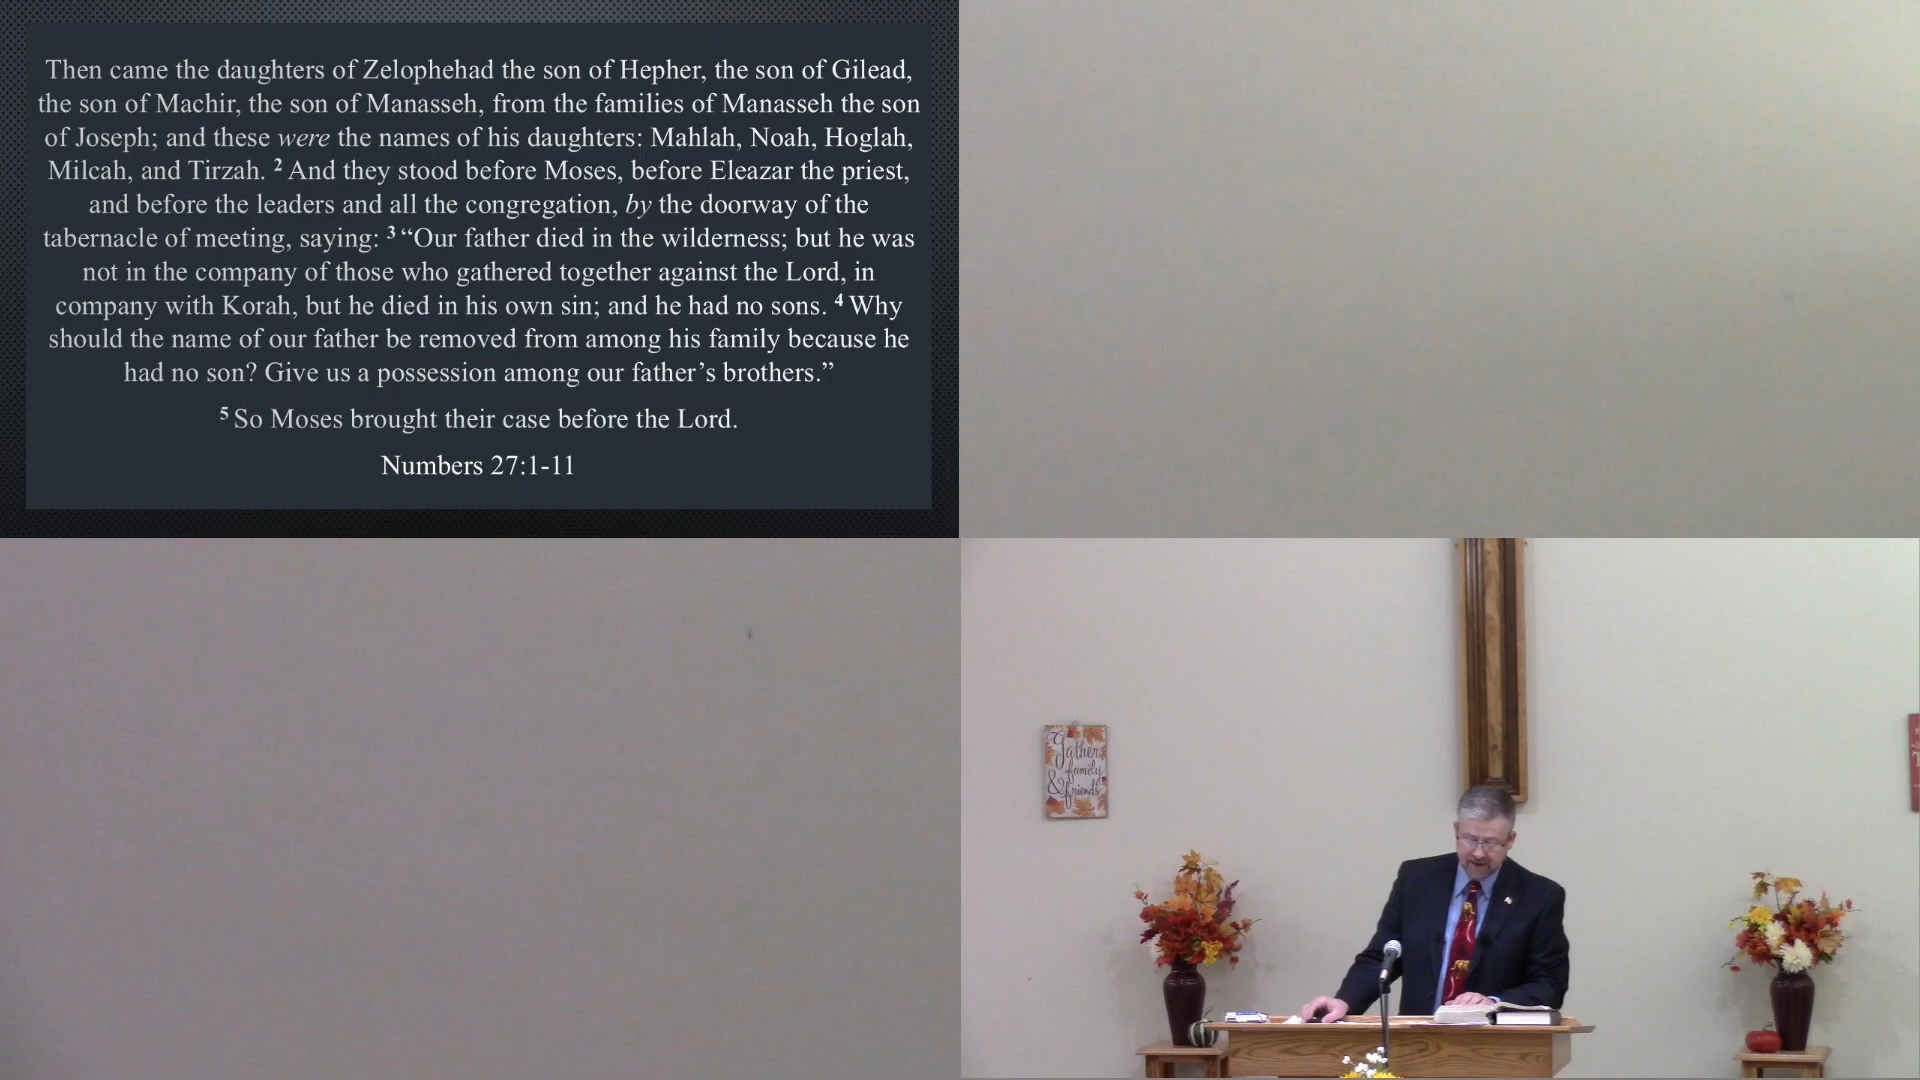 Then came the daughters of Zelophehad the son of Hepher, the son of Gilead,
the son of Machir, the son of Manasseh, from the families of Manasseh the son
of Joseph; and these were the names of his daughters: Mahlah, Noah, Hoglah,
Milcah, and Tirzah. 2 And they stood before Moses, before Eleazar the priest,
and before the leaders and all the congregation, by the doorway of the
tabernacle of meeting, saying: 3 “Our father died in the wilderness; but he was
not in the company of those who gathered together against the Lord, in
company with Korah, but he died in his own sin; and he had no sons. 4 Why
should the name of our father be removed from among his family because he
had no son? Give us a possession among our father’s brothers.”
5 So Moses brought their case before the Lord.
Numbers 27:1-11
Gather
family
&
friends